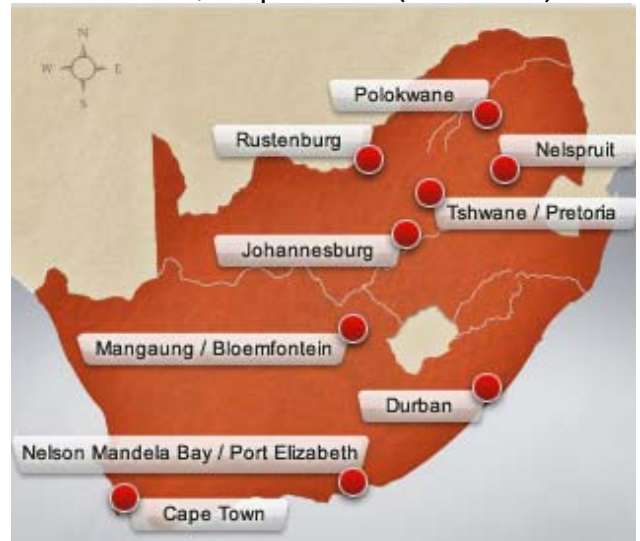 N
W E
S
Polokwane
Rustenburg
Nelspruit
Tshwane / Pretoria
Johannesburg
Mangaung / Bloemfontein
Durban
Nelson Mandela Bay / Port Elizabeth
Cape Town